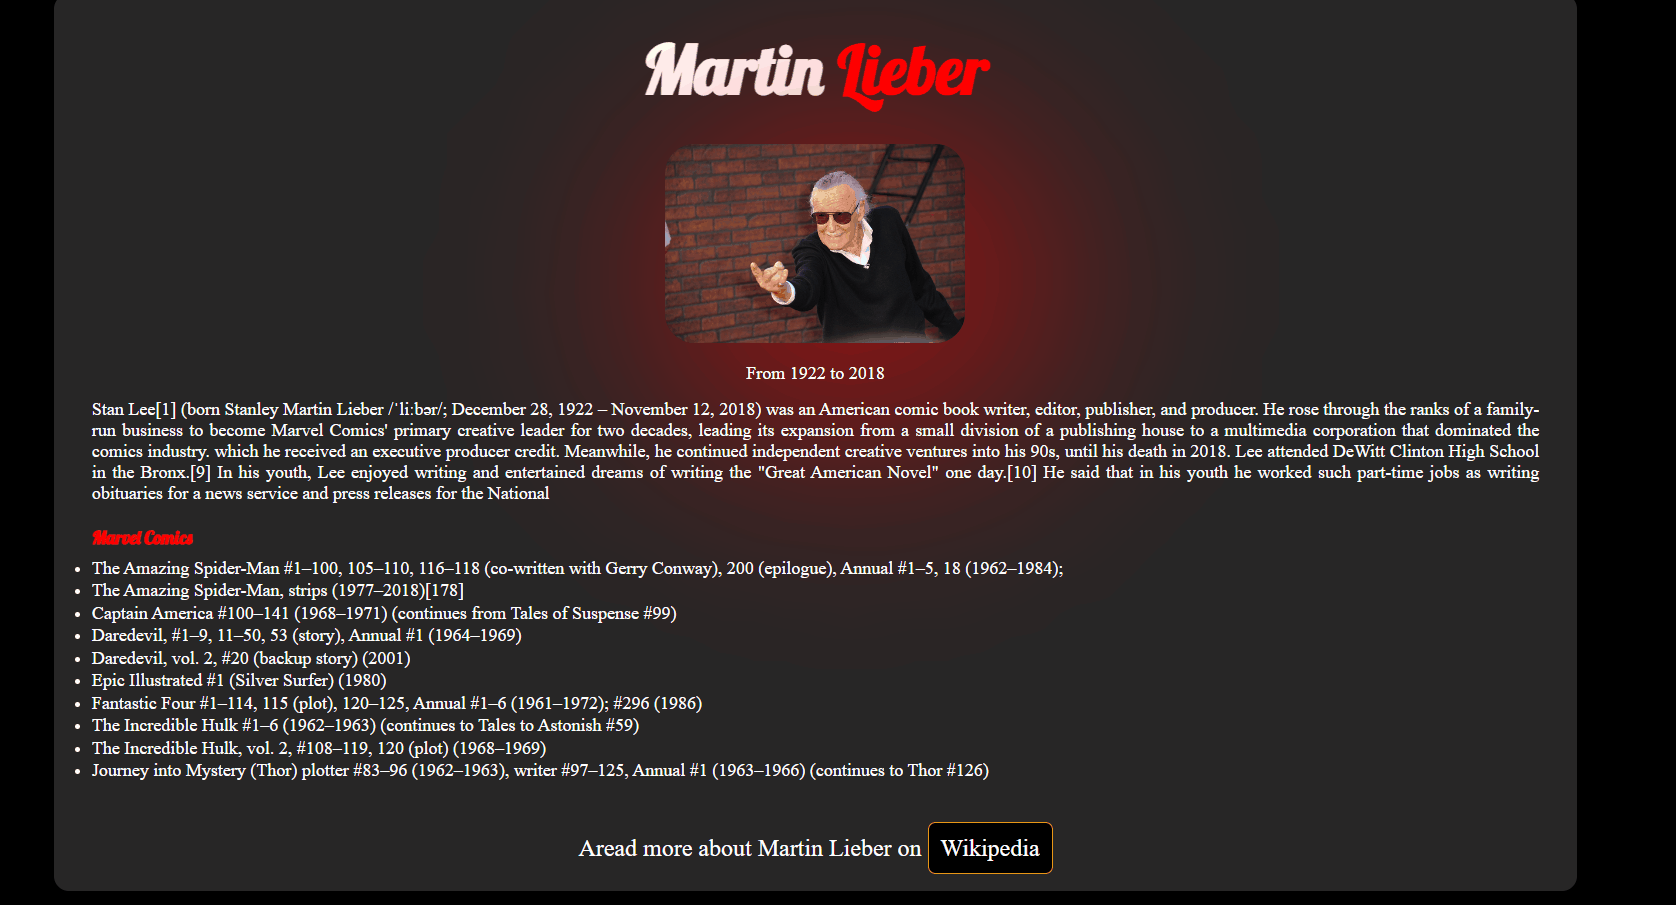 Martin Lieber
From 1922 to 2018
Stan Lee[1] (born Stanley Martin Lieber /ˈliːbər/; December 28, 1922 – November 12, 2018) was an American comic book writer, editor, publisher, and producer. He rose through the ranks of a family-
run business to become Marvel Comics' primary creative leader for two decades, leading its expansion from a small division of a publishing house to a multimedia corporation that dominated the
comics industry. which he received an executive producer credit. Meanwhile, he continued independent creative ventures into his 90s, until his death in 2018. Lee attended DeWitt Clinton High School
in the Bronx.[9] In his youth, Lee enjoyed writing and entertained dreams of writing the "Great American Novel" one day.[10] He said that in his youth he worked such part-time jobs as writing
obituaries for a news service and press releases for the National
Marvel Comics
• The Amazing Spider-Man #1–100, 105–110, 116–118 (co-written with Gerry Conway), 200 (epilogue), Annual #1–5, 18 (1962–1984);
• The Amazing Spider-Man, strips (1977–2018)[178]
• Captain America #100–141 (1968–1971) (continues from Tales of Suspense #99)
• Daredevil, #1–9, 11–50, 53 (story), Annual #1 (1964–1969)
• Daredevil, vol. 2, #20 (backup story) (2001)
• Epic Illustrated #1 (Silver Surfer) (1980)
• Fantastic Four #1–114, 115 (plot), 120–125, Annual #1–6 (1961–1972); #296 (1986)
• The Incredible Hulk #1–6 (1962–1963) (continues to Tales to Astonish #59)
• The Incredible Hulk, vol. 2, #108–119, 120 (plot) (1968–1969)
• Journey into Mystery (Thor) plotter #83–96 (1962–1963), writer #97–125, Annual #1 (1963–1966) (continues to Thor #126)
Aread more about Martin Lieber on Wikipedia